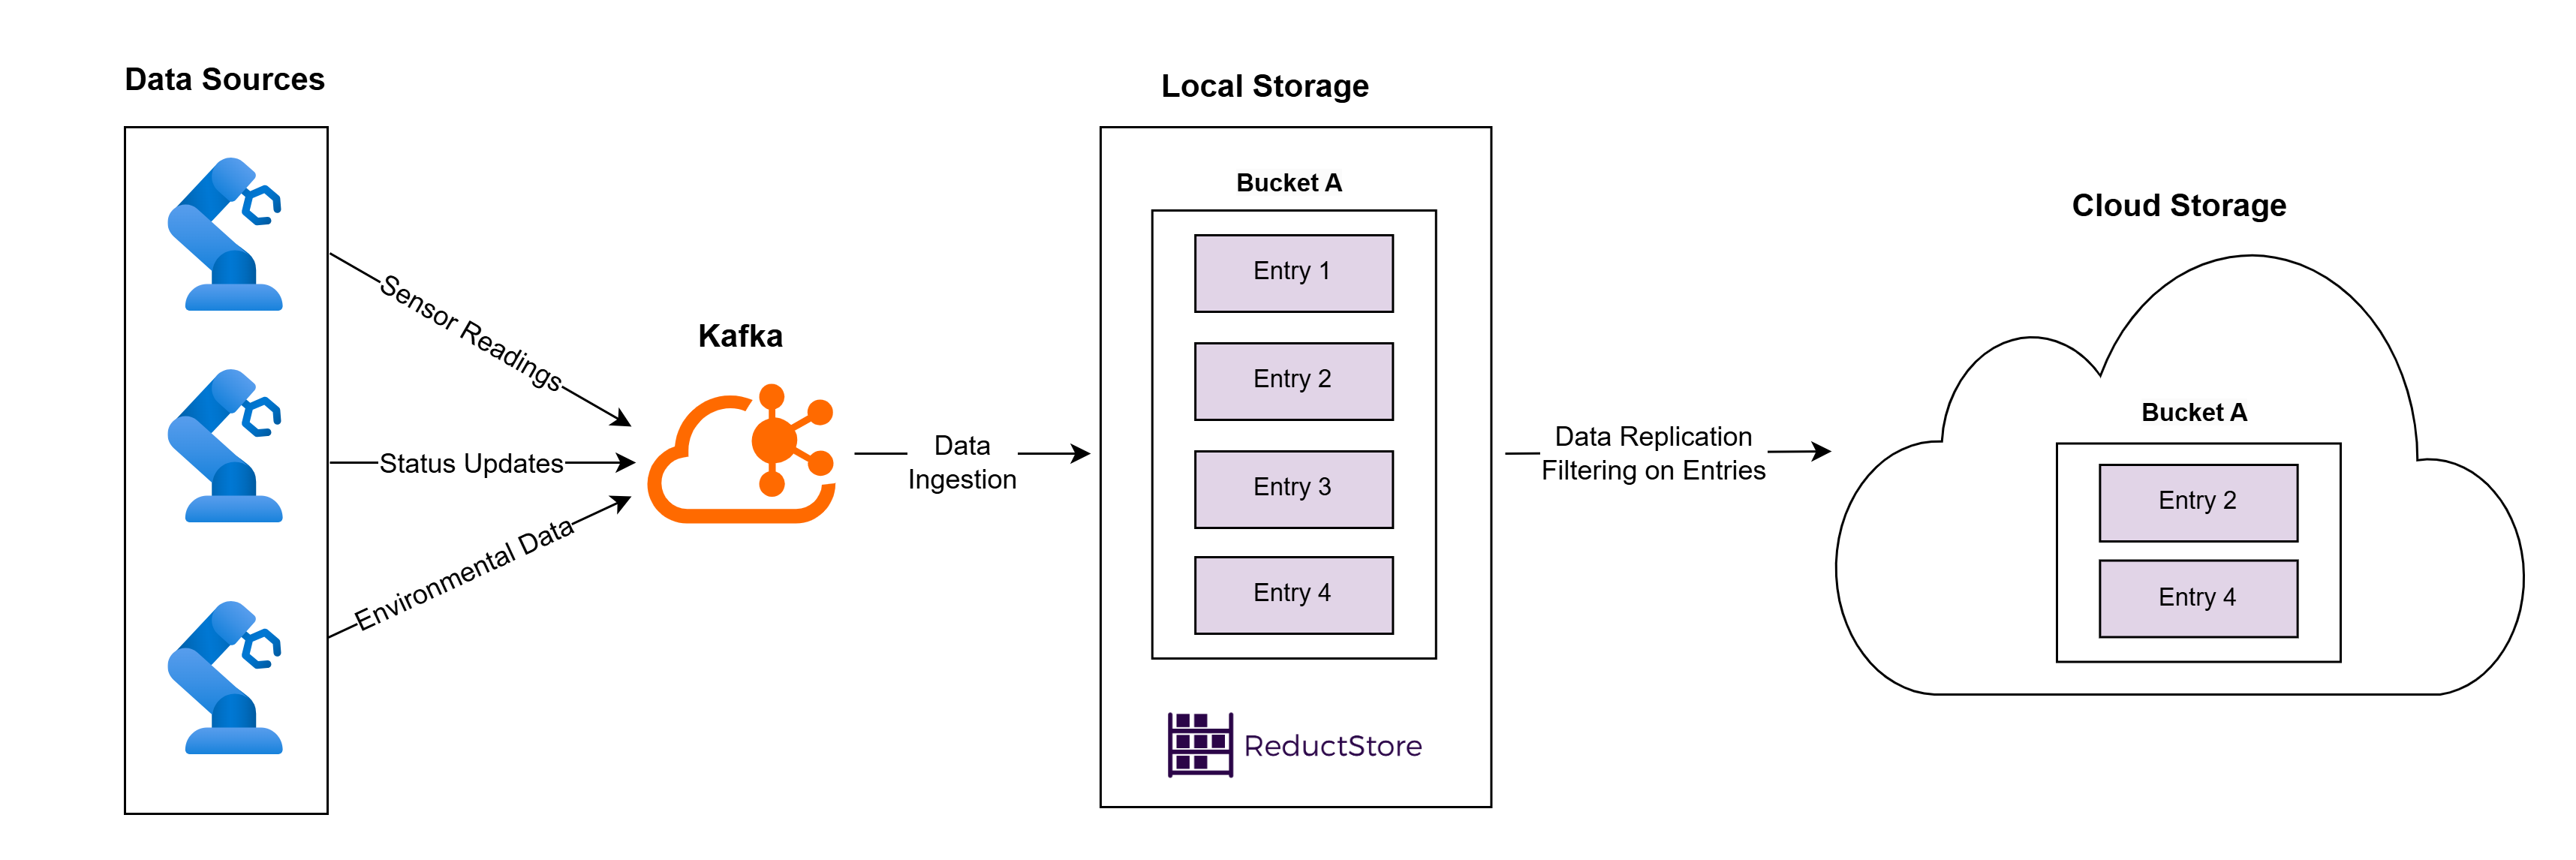 Data Sources
Sensor Readings
Status Updates
Environmental Data
Kafka
Data
Ingestion
Local Storage
Bucket A
Entry 1
Entry 2
Entry 3
Entry 4
ReductStore
Data Replication
Filtering on Entries
Cloud Storage
Bucket A
Entry 2
Entry 4